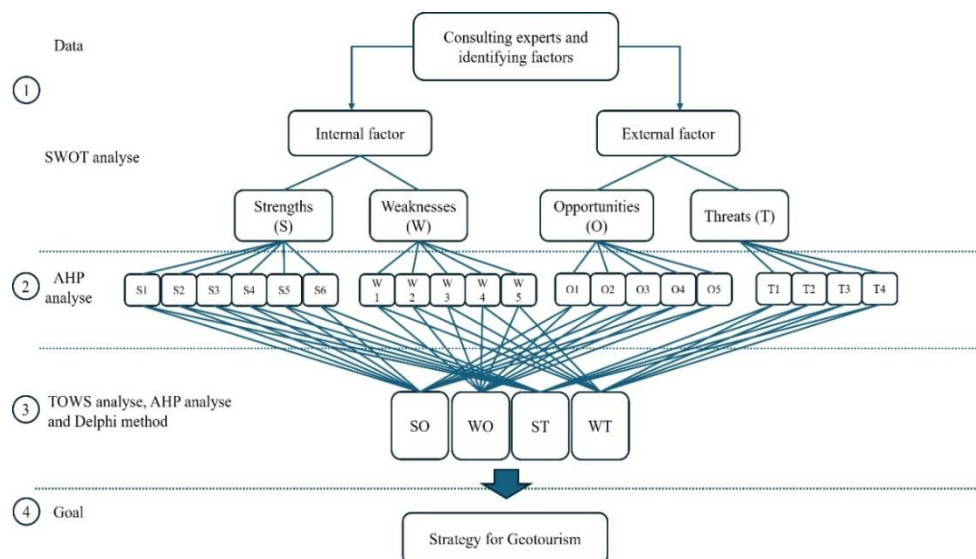 Data
Consulting experts and
identifying factors
1
Internal factor
External factor
SWOT analyse
Strengths
(S)
Weaknesses
(W)
Opportunities
(O)
Threats (T)
2
AHP
analyse
S1
S2
S3
S4
S5
S6
W
1
W
2
W
3
W
4
W
5
O1
O2
O3
O4
O5
T1
T2
T3
T4
3
TOWS analyse, AHP analyse
and Delphi method
SO
WO
ST
WT
4
Goal
Strategy for Geotourism